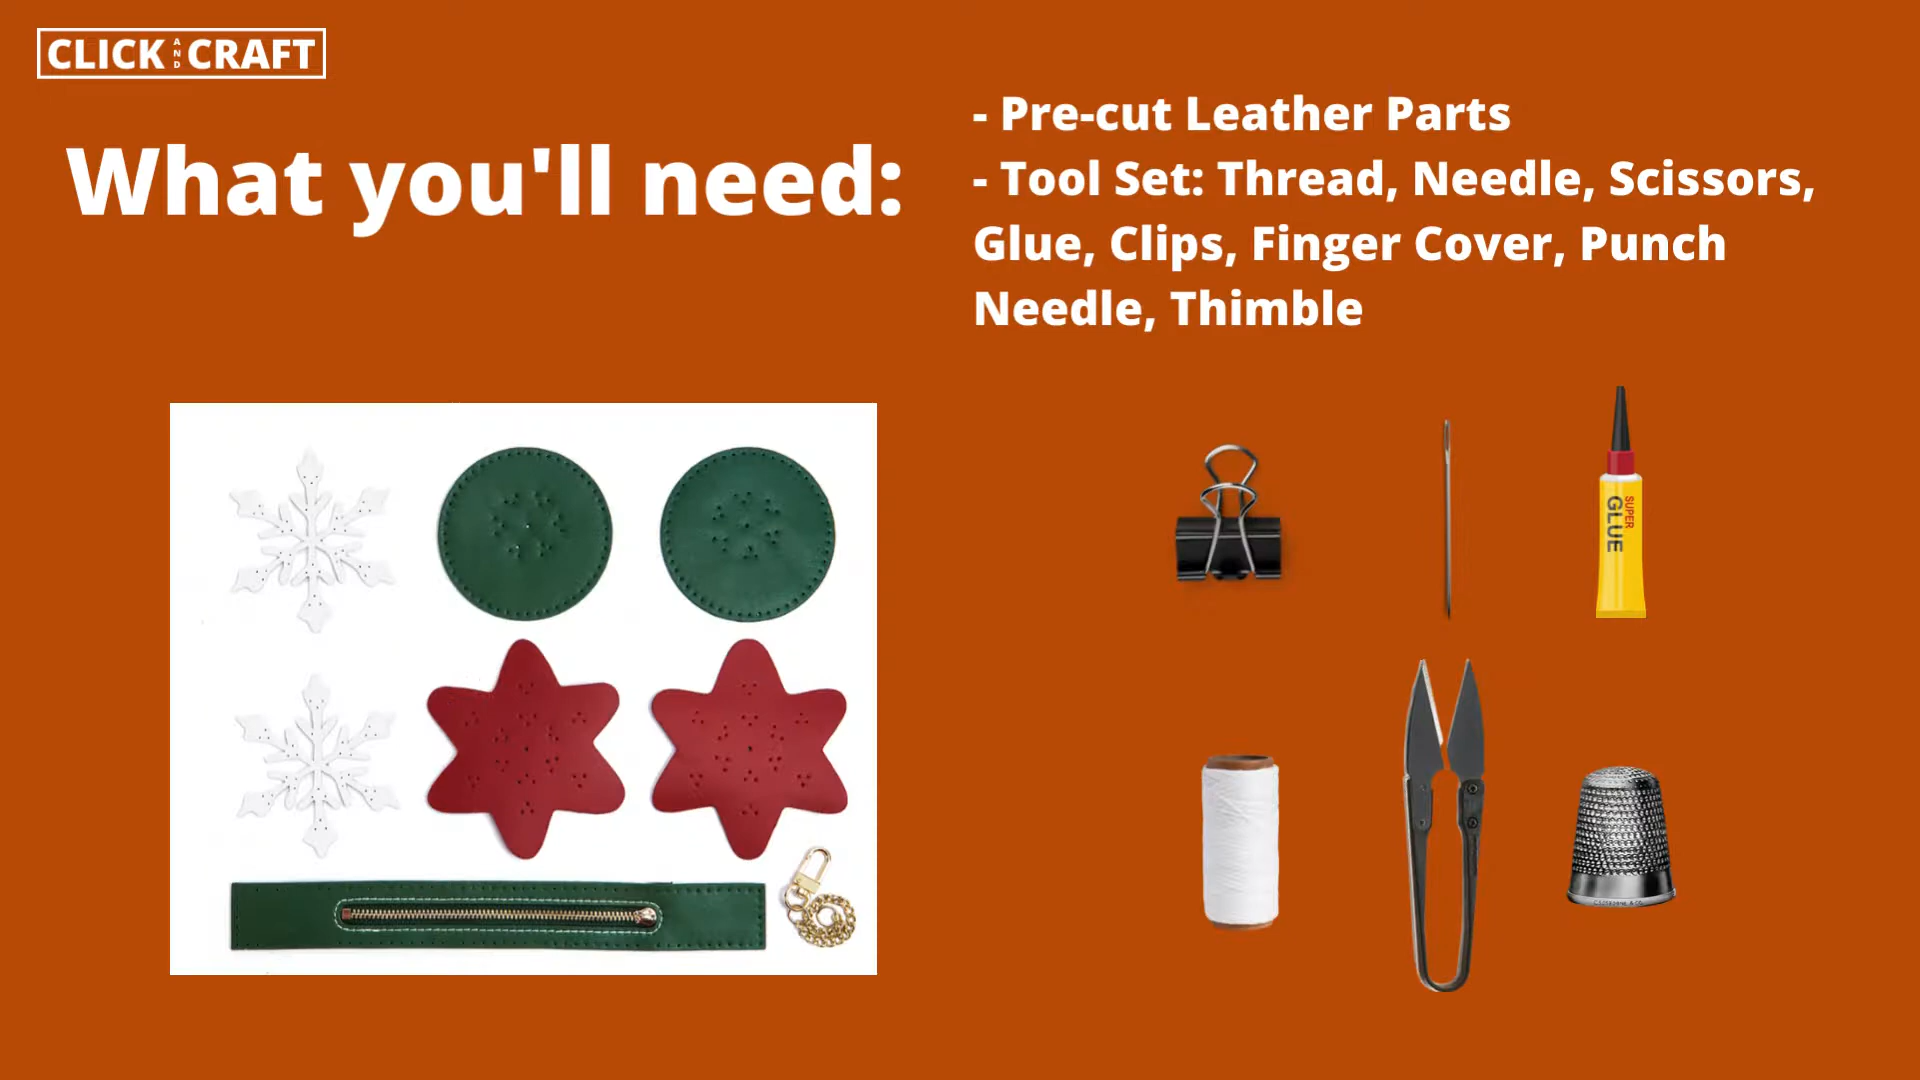 CLICK AND CRAFT
What you'll need:
- Pre-cut Leather Parts
- Tool Set: Thread, Needle, Scissors,
Glue, Clips, Finger Cover, Punch
Needle, Thimble
SUPER
GLUE